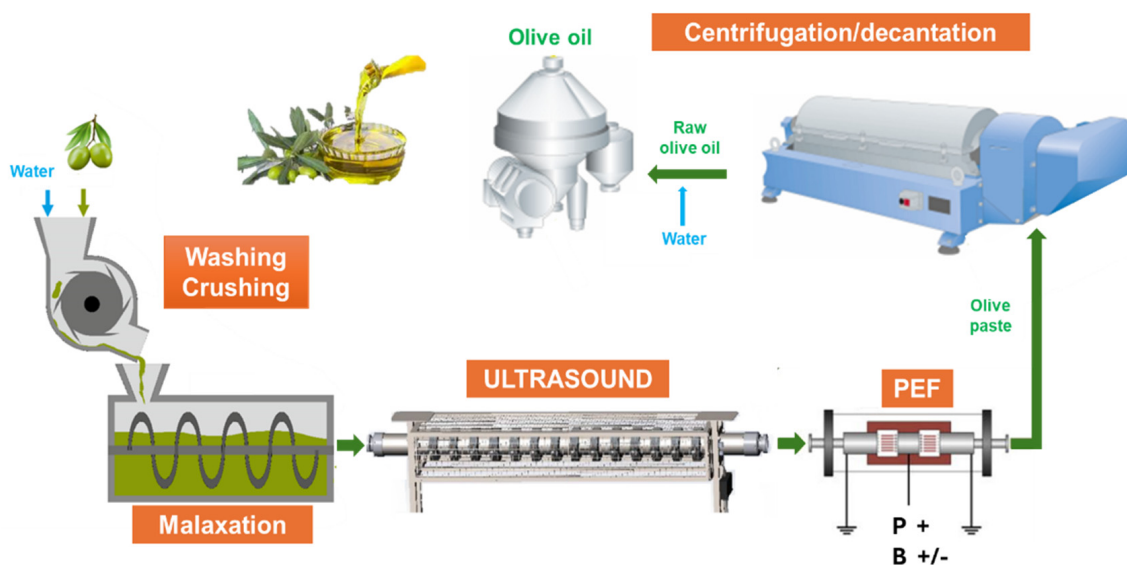 Olive oil
Centrifugation/decantation
Water
Raw
olive oil
Water
Washing
Crushing
Olive
paste
ULTRASOUND
PEF
Malaxation
P +
B +/-